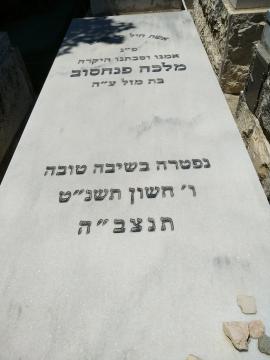 אשת חיל
פ״נ
אמנו וסבתנו היקרה
מלכה פנחסוב
בת מזל ע״ה
נפטרה בשיבה טובה
ו׳ חשון תשנ״ט
תנצב״ה